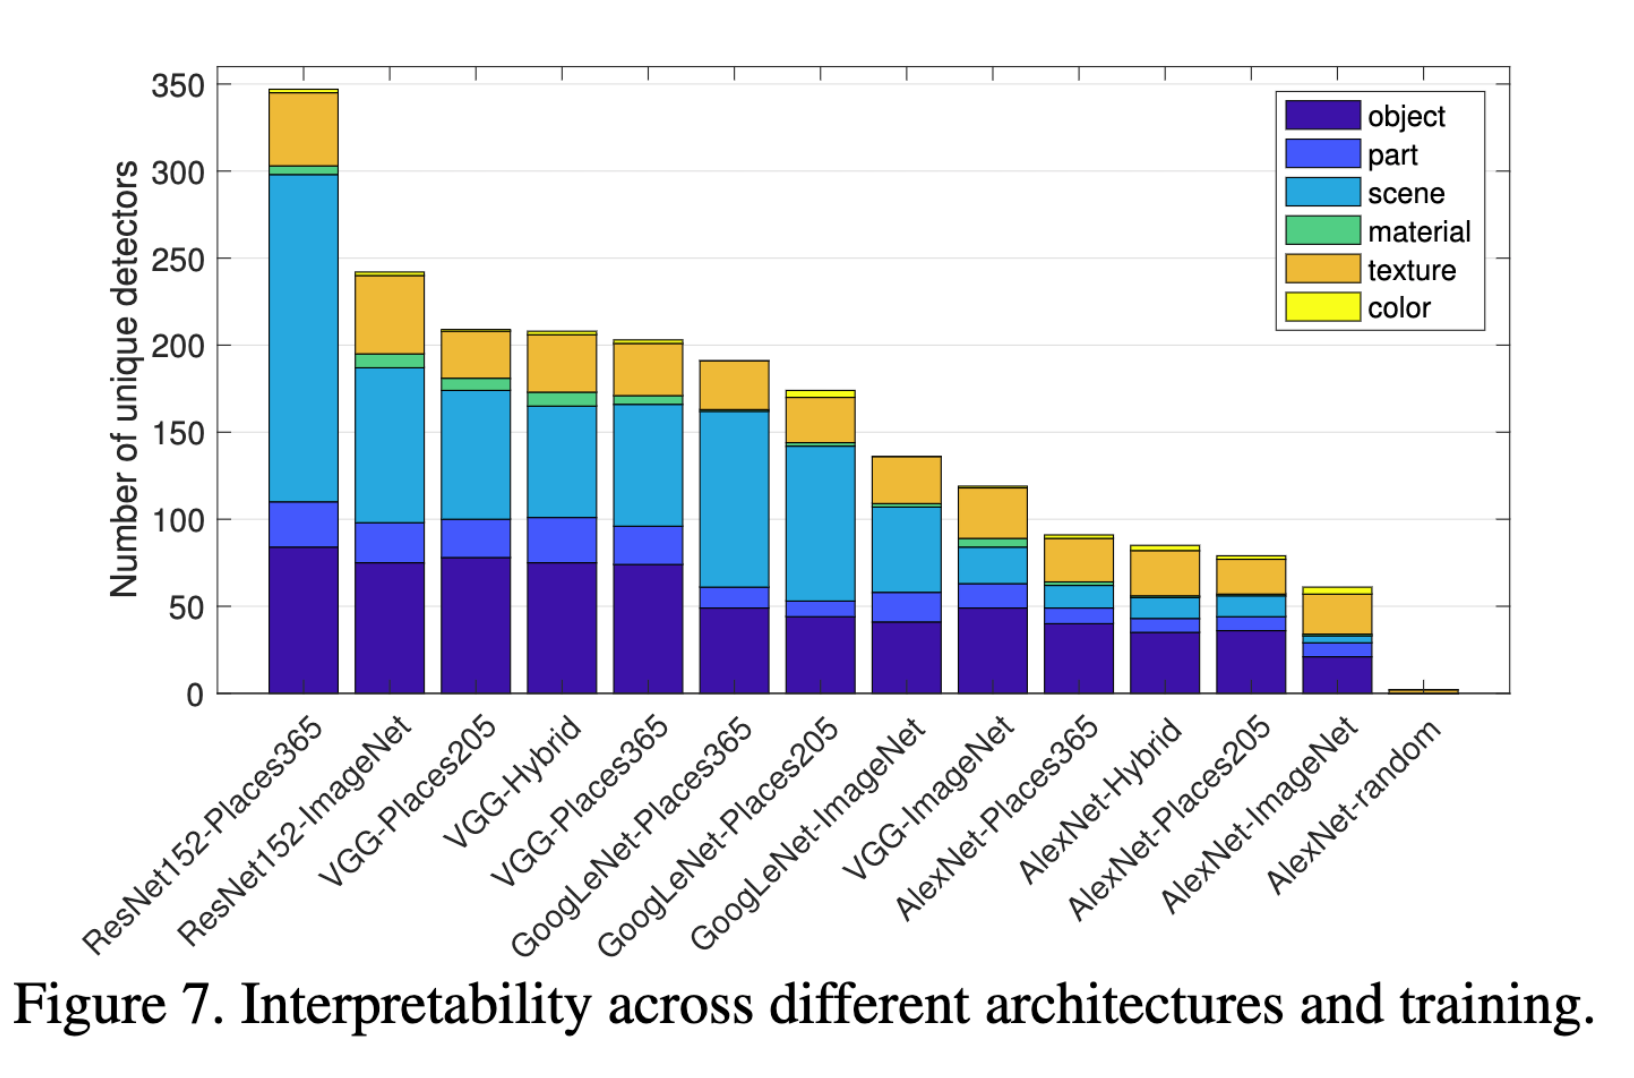 350
300
250
200
150
100
50
0
Number of unique detectors
object
part
scene
material
texture
color
ResNet152-Places365
ResNet152-ImageNet
VGG-Places205
VGG-Hybrid
VGG-Places365
GoogLeNet-Places365
GoogLeNet-Places205
GoogLeNet-ImageNet
VGG-ImageNet
AlexNet-Places365
AlexNet-Hybrid
AlexNet-Places205
AlexNet-ImageNet
AlexNet-random
Figure 7. Interpretability across different architectures and training.